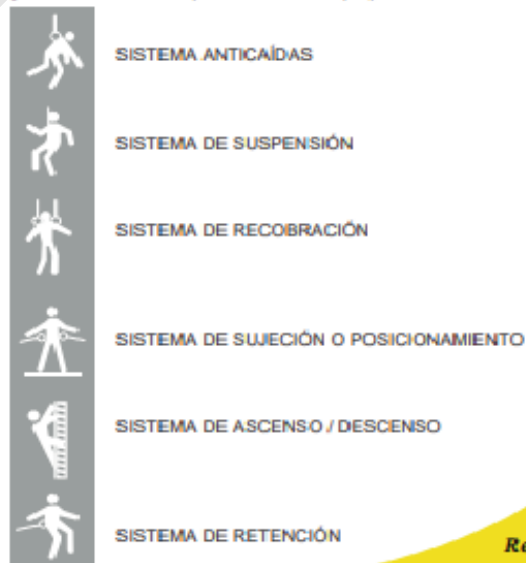 SISTEMA ANTICAÍDAS
SISTEMA DE SUSPENSIÓN
SISTEMA DE RECOBRACIÓN
SISTEMA DE SUJECIÓN O POSICIONAMIENTO
SISTEMA DE ASCENSO / DESCENSO
SISTEMA DE RETENCIÓN